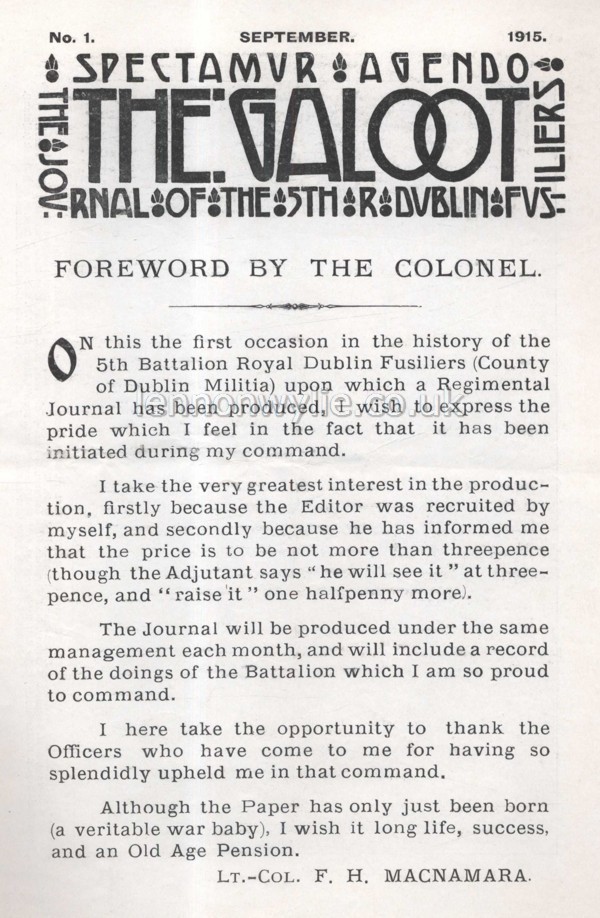 No. 1. SEPTEMBER. 1915.
SPECTAMVR AGENDO
THE GALOOT
THE JOV-
RNAL OF THE 5TH R DVBLIN FVS-
ILIERS
FOREWORD BY THE COLONEL.
ON this the first occasion in the history of the
5th Battalion Royal Dublin Fusiliers (County
of Dublin Militia) upon which a Regimental
Journal has been produced, I wish to express the
lennonwylie.co.uk
pride which I feel in the fact that it has been
initiated during my command.
I take the very greatest interest in the produc-
tion, firstly because the Editor was recruited by
myself, and secondly because he has informed me
that the price is to be not more than threepence
(though the Adjutant says "he will see it" at three-
pence, and "raise it" one halfpenny more).
The Journal will be produced under the same
management each month, and will include a record
of the doings of the Battalion which I am so proud
to command.
I here take the opportunity to thank the
Officers who have come to me for having so
splendidly upheld me in that command.
Although the Paper has only just been born
(a veritable war baby), I wish it long life, success,
and an Old Age Pension.
LT.-COL. F. H. MACNAMARA.